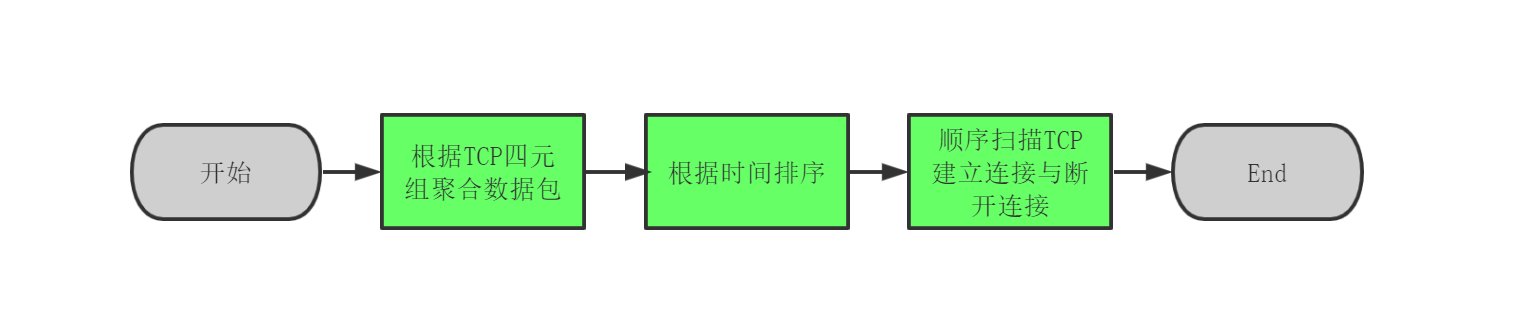 开始
根据TCP四元
组聚合数据包
根据时间排序
顺序扫描TCP
建立连接与断
开连接
End